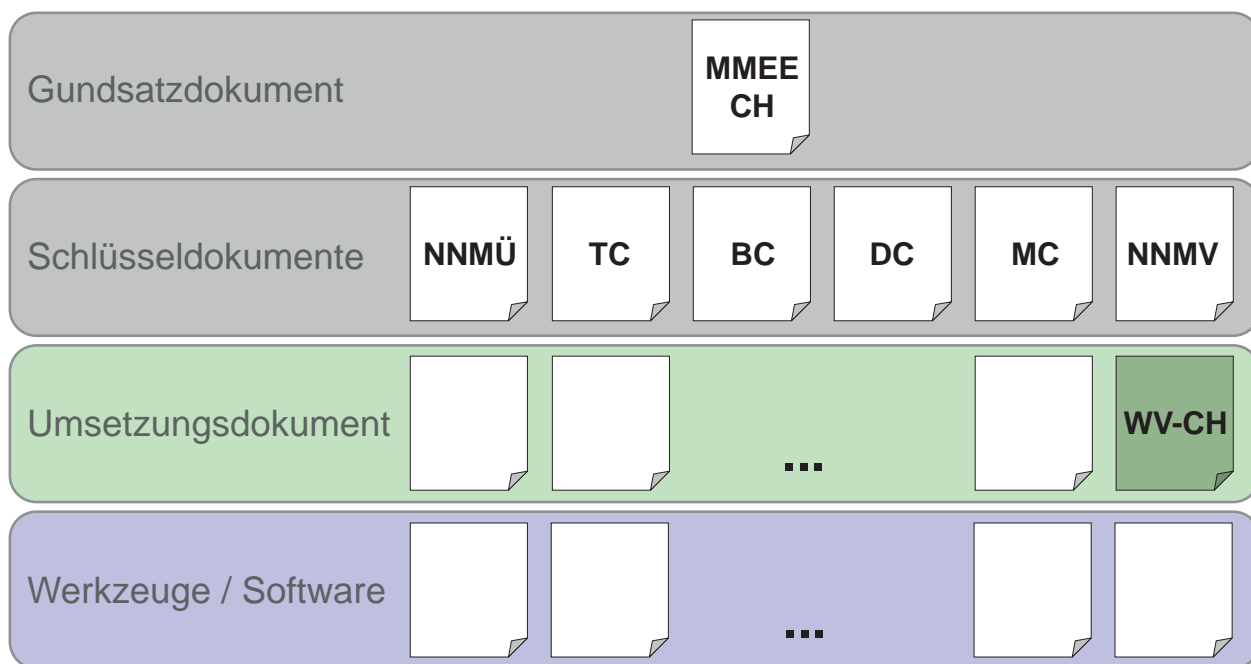 Gundsatzdokument
MMEE
CH
Schlüsseldokumente
NNMÜ TC BC DC MC NNMV
Umsetzungsdokument
...
WV-CH
Werkzeuge / Software
...